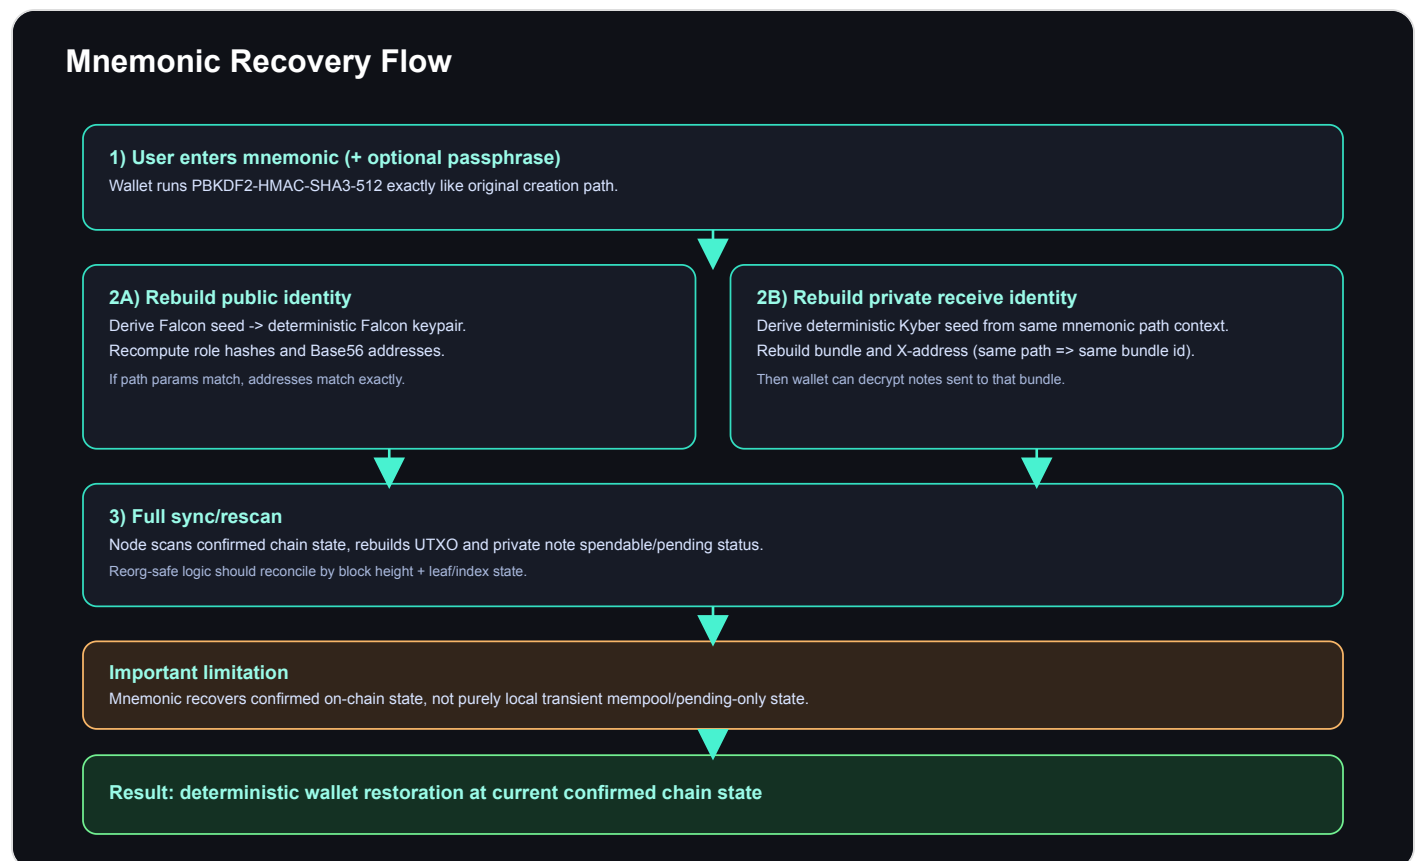 Mnemonic Recovery Flow
1) User enters mnemonic (+ optional passphrase)
Wallet runs PBKDF2-HMAC-SHA3-512 exactly like original creation path.
2A) Rebuild public identity
Derive Falcon seed -> deterministic Falcon keypair.
Recompute role hashes and Base56 addresses.
If path params match, addresses match exactly.
2B) Rebuild private receive identity
Derive deterministic Kyber seed from same mnemonic path context.
Rebuild bundle and X-address (same path => same bundle id).
Then wallet can decrypt notes sent to that bundle.
3) Full sync/rescan
Node scans confirmed chain state, rebuilds UTXO and private note spendable/pending status.
Reorg-safe logic should reconcile by block height + leaf/index state.
Important limitation
Mnemonic recovers confirmed on-chain state, not purely local transient mempool/pending-only state.
Result: deterministic wallet restoration at current confirmed chain state